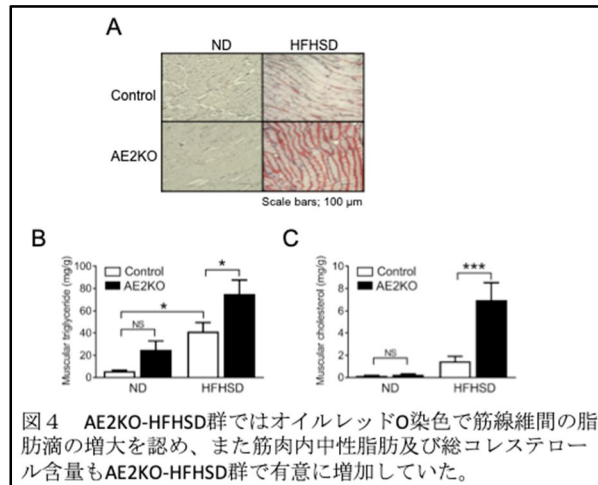 A
ND HFHSD
Control
AE2KO
Scale bars; 100 μm
B
Muscular triglyceride (mg/g)
100
80
60
40
20
0
Control
AE2KO
NS
*
*
ND HFHSD
C
Muscular cholesterol (mg/g)
10
8
6
4
2
0
Control
AE2KO
NS
***
ND HFHSD
図４ AE2KO-HFHSD群ではオイルレッドO染色で筋線維間の脂
肪滴の増大を認め、また筋肉内中性脂肪及び総コレステロー
ル含量もAE2KO-HFHSD群で有意に増加していた。